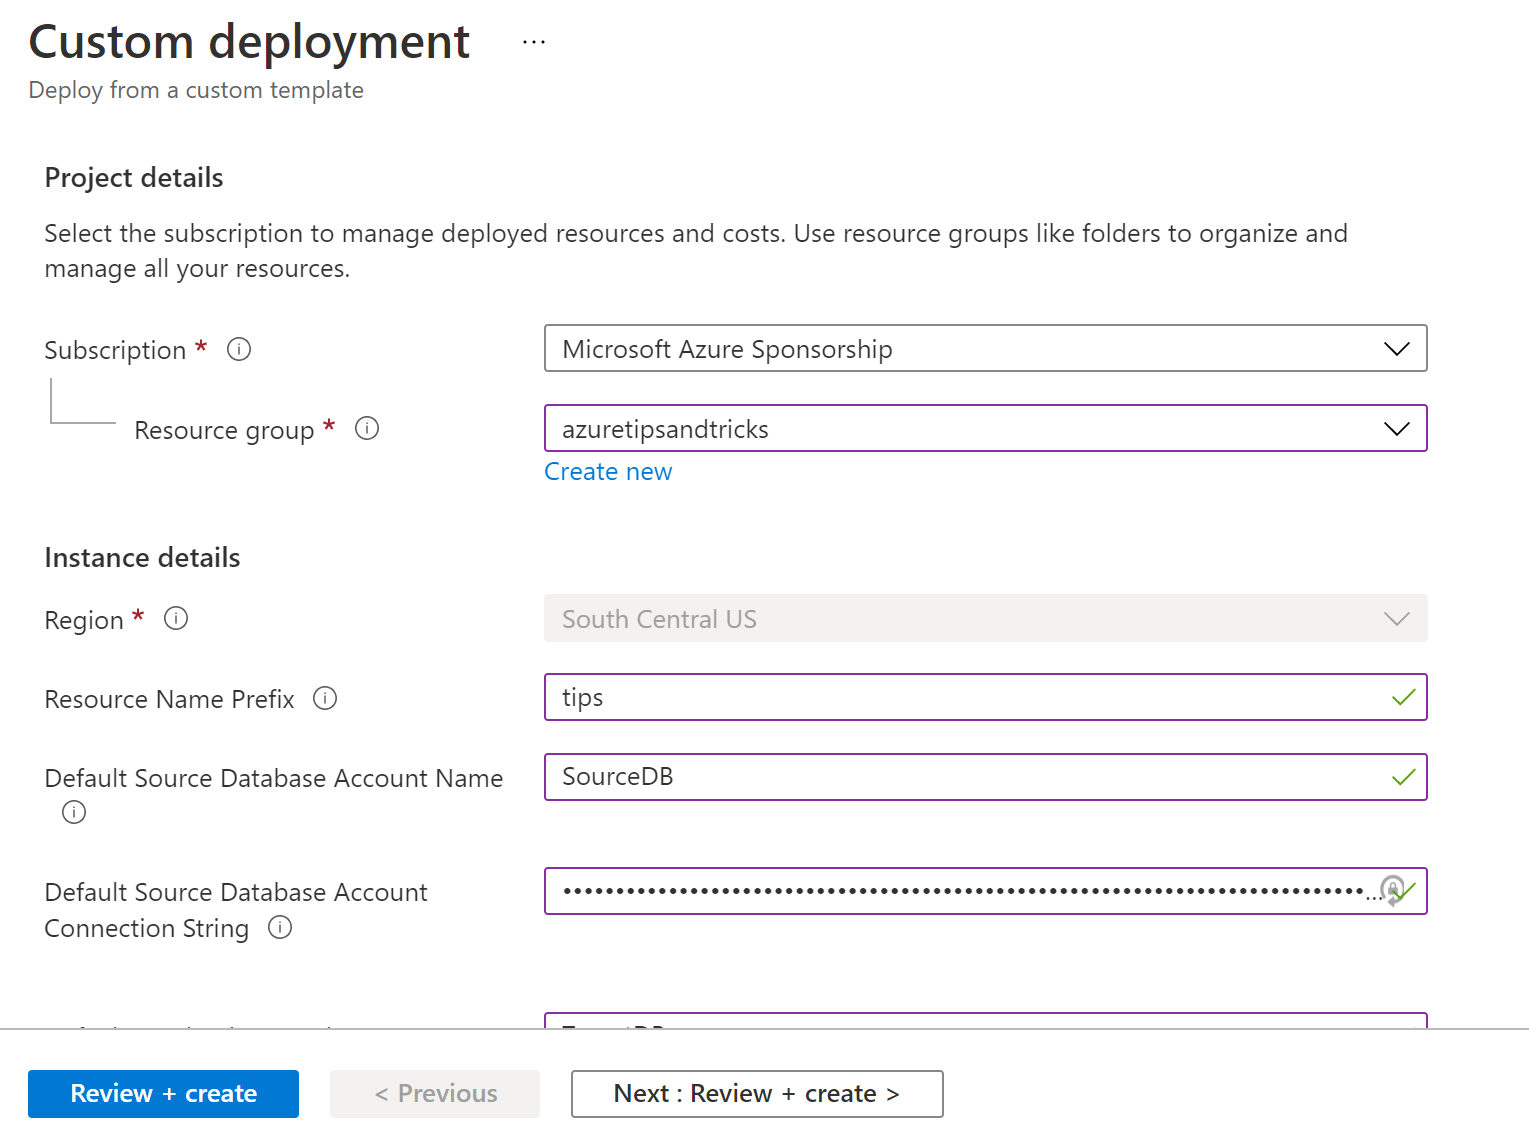 Custom deployment ...
Deploy from a custom template
Project details
Select the subscription to manage deployed resources and costs. Use resource groups like folders to organize and
manage all your resources.
Subscription *
Microsoft Azure Sponsorship
Resource group *
azuretipsandtricks
Create new
Instance details
Region *
South Central US
Resource Name Prefix
tips
Default Source Database Account Name
SourceDB
Default Source Database Account
Connection String
Review + create
< Previous
Next : Review + create >